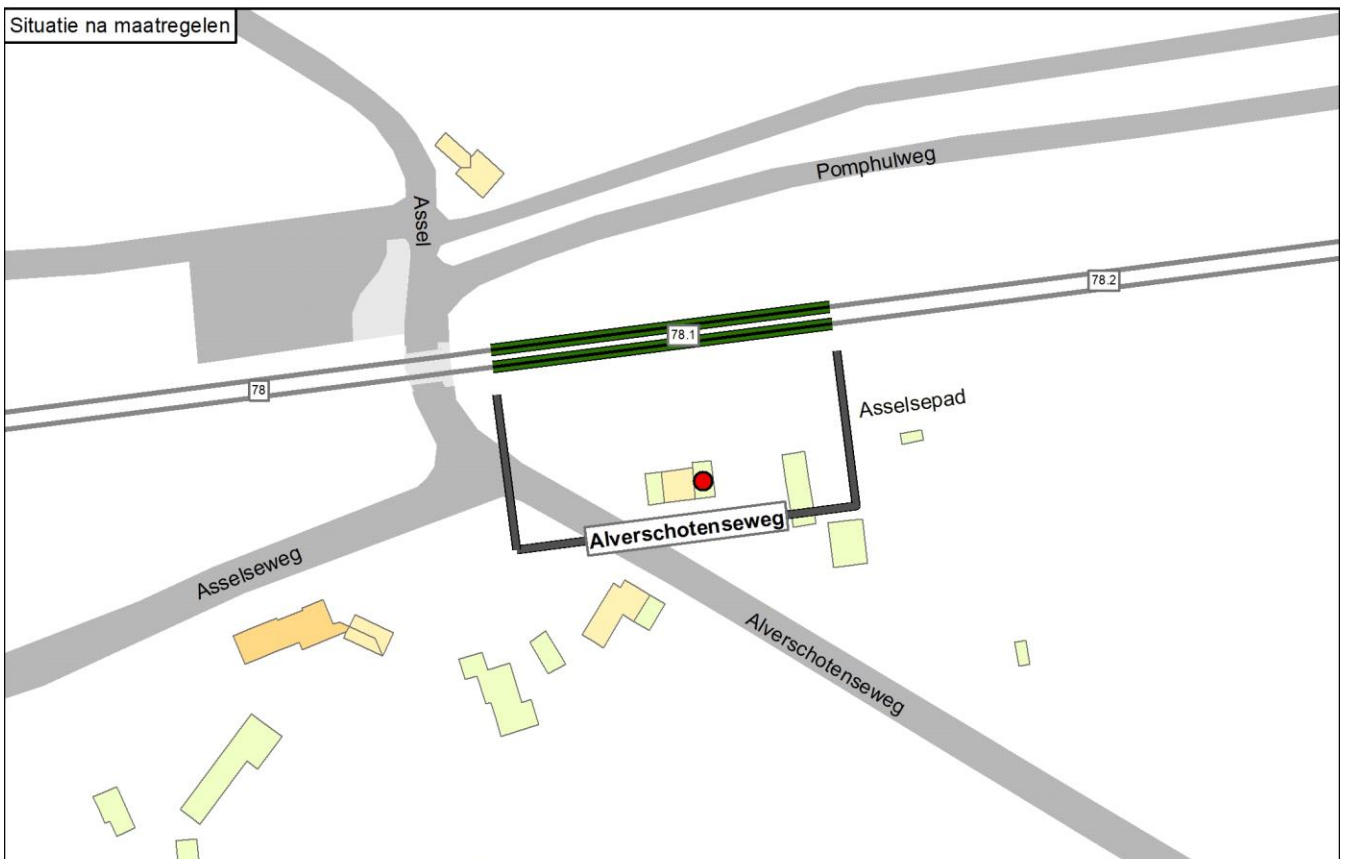 Situatie na maatregelen
Pomphulweg
Assel
78.2
78.1
78
Asselsepad
Alverschotenseweg
Asselseweg
Alverschotenseweg